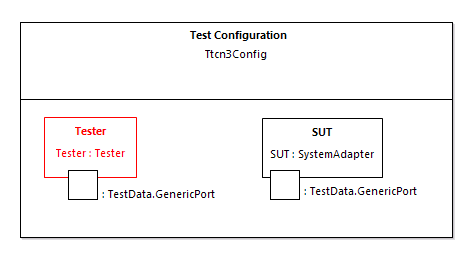 Test Configuration
Ttcn3Config
Tester
Tester : Tester
: TestData.GenericPort
SUT
SUT : SystemAdapter
: TestData.GenericPort